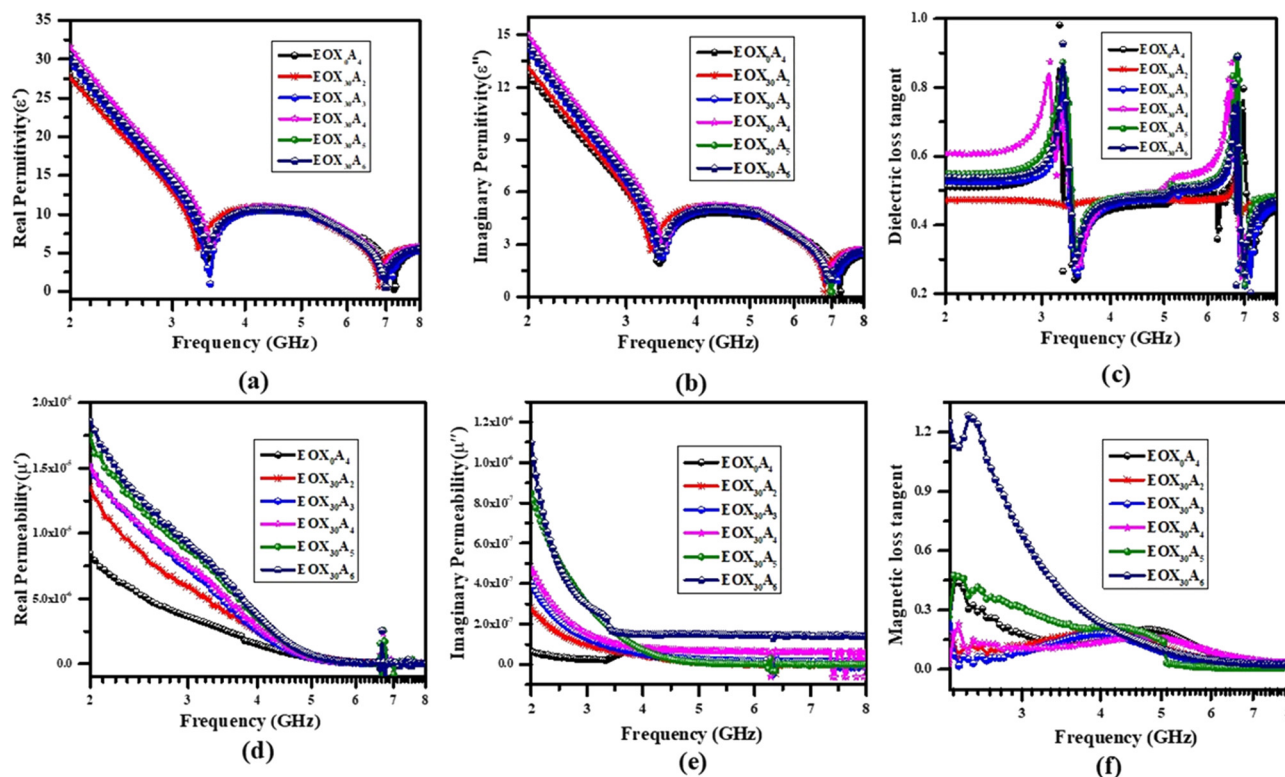 Real Permitivity(ε')
35
30
25
20
15
10
5
0
EOX₀A₄
EOX₃₀A₂
EOX₃₀A₃
EOX₃₀A₄
EOX₃₀A₅
EOX₃₀A₆
2 3 4 5 6 7 8
Frequency (GHz)
(a)
Imaginary Permitivity(ε'')
15
12
9
6
3
0
EOX₀A₄
EOX₃₀A₂
EOX₃₀A₃
EOX₃₀A₄
EOX₃₀A₅
EOX₃₀A₆
2 3 4 5 6 7 8
Frequency (GHz)
(b)
Dielectric loss tangent
1.0
0.8
0.6
0.4
0.2
EOX₀A₄
EOX₃₀A₂
EOX₃₀A₃
EOX₃₀A₄
EOX₃₀A
EOX₃₀A₆
2 3 4 5 6 7 8
Frequency (GHz)
(c)
Real Permeability(μ')
2.0x10⁻⁶
1.5x10⁻⁶
1.0x10⁻⁶
5.0x10⁻⁶
0.0
EOX₀A₄
EOX₃₀A₂
EOX₃₀A₃
EOX₃₀A₄
EOX₃₀A₅
EOX₃₀A₆
2 3 4 5 6 7 8
Frequency (GHz)
(d)
Imaginary Permeability(μ'')
1.2x10⁻⁶
1.0x10⁻⁶
8.0x10⁻⁷
6.0x10⁻⁷
4.0x10⁻⁷
2.0x10⁻⁷
0.0
EOX₀A₄
EOX₃₀A₂
EOX₃₀A₃
EOX₃₀A₄
EOX₃₀A₅
EOX₃₀A₆
2 3 4 5 6 7 8
Frequency (GHz)
(e)
Magnetic loss tangent
1.2
0.9
0.6
0.3
0.0
EOX₀A₄
EOX₃₀A₂
EOX₃₀A₃
EOX₃₀A₄
EOX₃₀A₅
EOX₃₀A₆
3 4 5 6 7
Frequency (GHz)
(f)